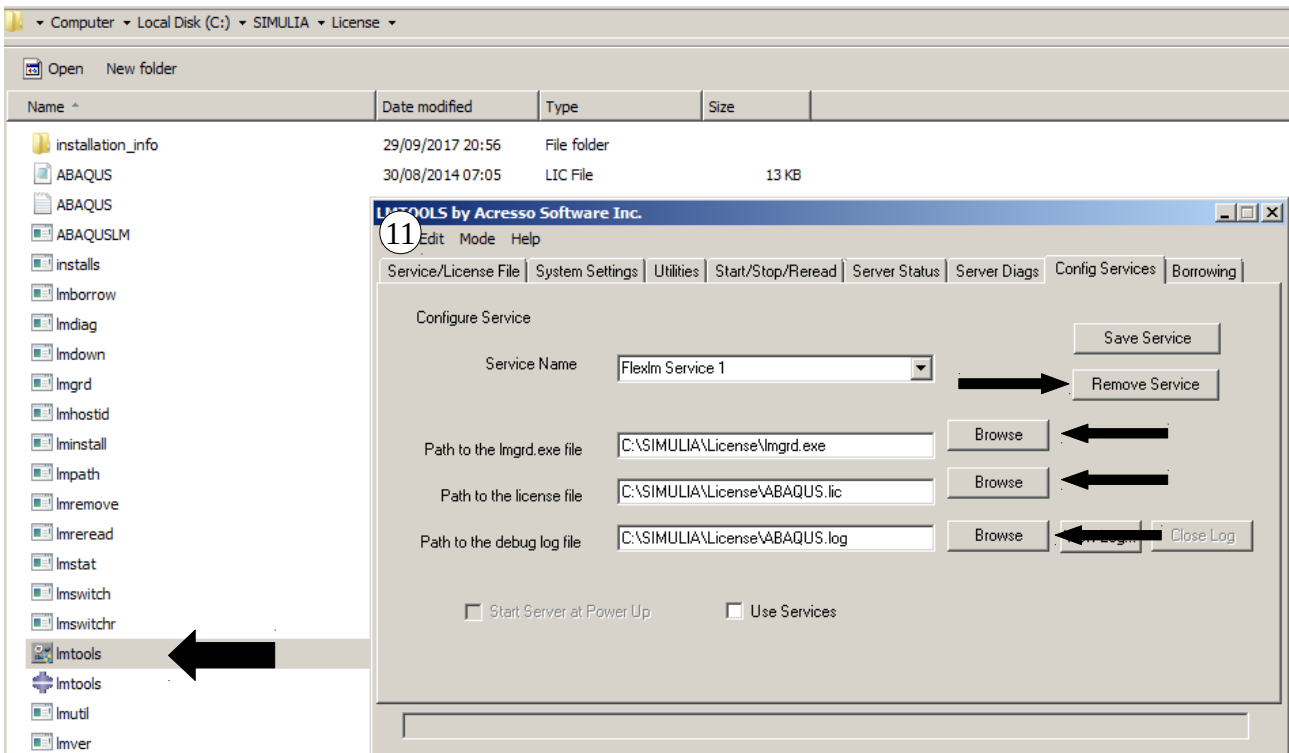 Computer Local Disk (C:) SIMULIA License
Open New folder
Name Date modified Type Size
installation_info 29/09/2017 20:56 File folder
ABAQUS 30/08/2014 07:05 LIC File 13 KB
ABAQUS
ABAQUSLM
installs
lmborrow
lmdiag
lmdown
lmgrd
lmhostid
lminstall
lmpath
lmremove
lmreread
lmstat
lmswitch
lmswitchr
lmtools
lmtools
lmutil
lmver
LMTOOLS by Acresso Software Inc.
11
Edit Mode Help
Service/License File System Settings Utilities Start/Stop/Reread Server Status Server Diags Config Services Borrowing
Configure Service
Save Service
Service Name Flexlm Service 1
Remove Service
Path to the lmgrd.exe file C:\SIMULIA\License\lmgrd.exe Browse
Path to the license file C:\SIMULIA\License\ABAQUS.lic Browse
Path to the debug log file C:\SIMULIA\License\ABAQUS.log Browse Close Log
Start Server at Power Up Use Services